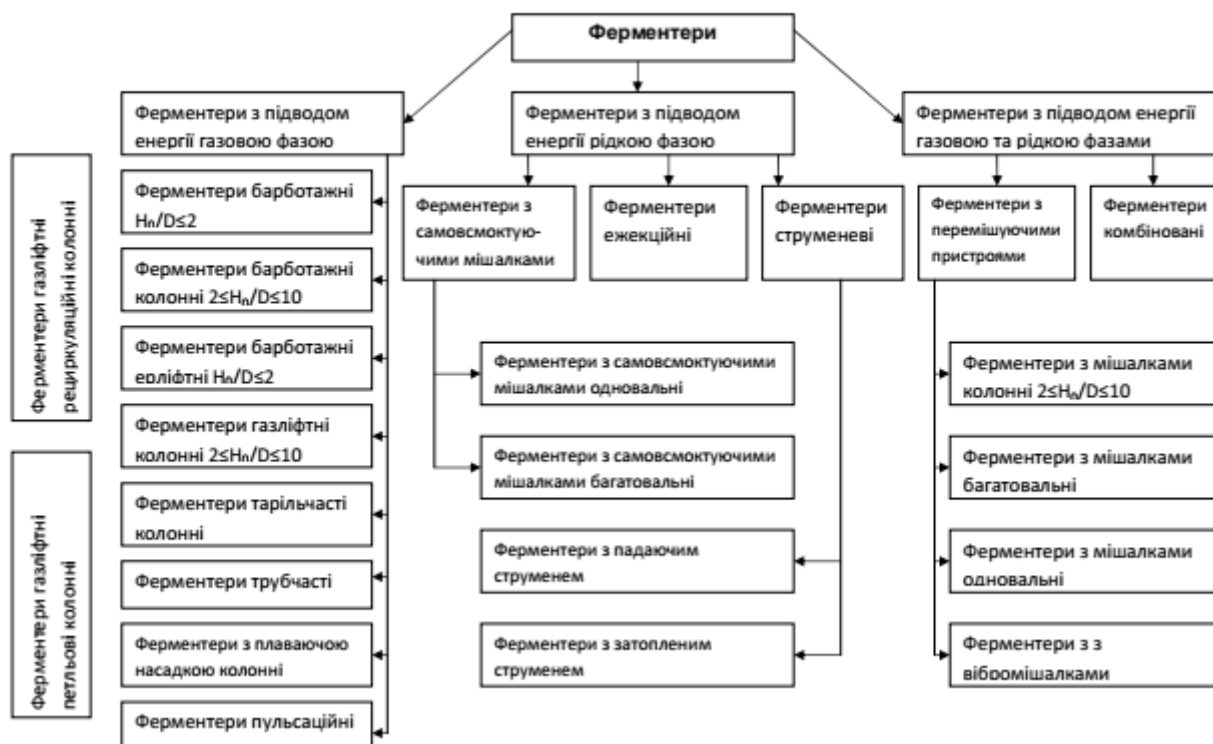 Ферментери
Ферментери з підводом
енергії газовою фазою
Ферментери з підводом
енергії рідкою фазою
Ферментери з підводом енергії
газовою та рідкою фазами
Ферментери газліфтні
рециркуляційні колонні
Ферментери газліфтні
петльові колонні
Ферментери барботажні
Hₙ/D≤2
Ферментери барботажні
колонні 2≤Hₙ/D≤10
Ферментери барботажні
ерліфтні Hₙ/D≤2
Ферментери газліфтні
колонні 2≤Hₙ/D≤10
Ферментери тарільчасті
колонні
Ферментери трубчасті
Ферментери з плаваючою
насадкою колонні
Ферментери пульсаційні
Ферментери з
самовсмоктую-
чими мішалками
Ферментери
ежекційні
Ферментери
струменеві
Ферментери з самовсмоктуючими
мішалками одновальні
Ферментери з самовсмоктуючими
мішалками багатовальні
Ферментери з падаючим
струменем
Ферментери з затопленим
струменем
Ферментери з
перемішуючими
пристроями
Ферментери
комбіновані
Ферментери з мішалками
колонні 2≤Hₙ/D≤10
Ферментери з мішалками
багатовальні
Ферментери з мішалками
одновальні
Ферментери з з
вібромішалками